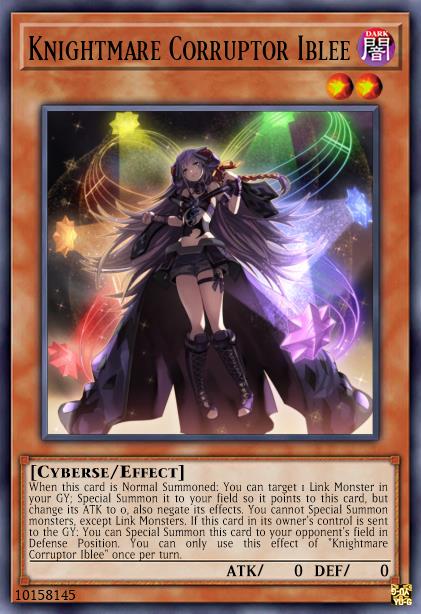 KNIGHTMARE CORRUPTOR IBLEE
DARK
闇
[CYBERSE/EFFECT]
When this card is Normal Summoned: You can target 1 Link Monster in
your GY; Special Summon it to your field so it points to this card, but
change its ATK to 0, also negate its effects. You cannot Special Summon
monsters, except Link Monsters. If this card in its owner's control is sent
to the GY: You can Special Summon this card to your opponent's field in
Defense Position. You can only use this effect of "Knightmare
Corruptor Iblee" once per turn.
ATK/ 0 DEF/ 0
10158145